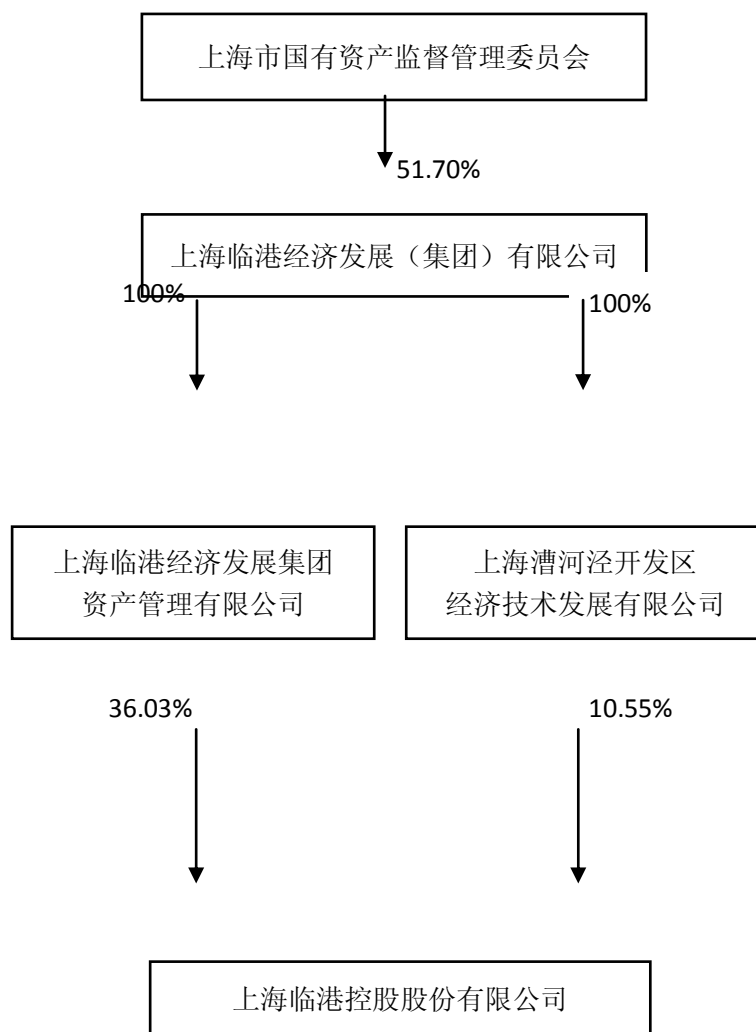 上海市国有资产监督管理委员会
51.70%
上海临港经济发展（集团）有限公司
100%
100%
上海临港经济发展集团
资产管理有限公司
上海漕河泾开发区
经济技术发展有限公司
36.03%
10.55%
上海临港控股股份有限公司